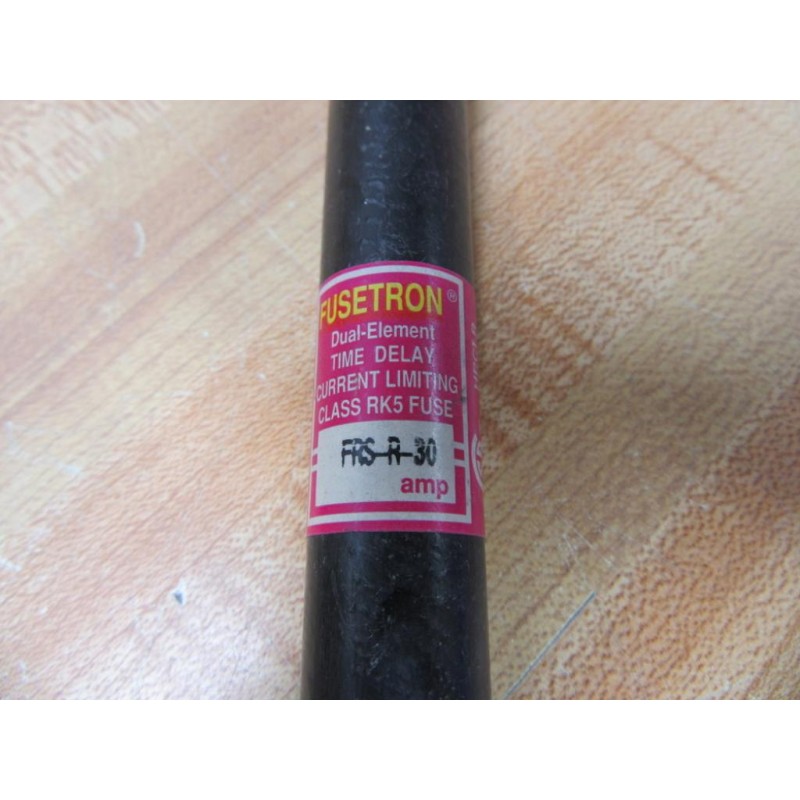 FUSETRON®
Dual-Element
TIME DELAY
CURRENT LIMITING
CLASS RK5 FUSE
FRS-R-30
amp